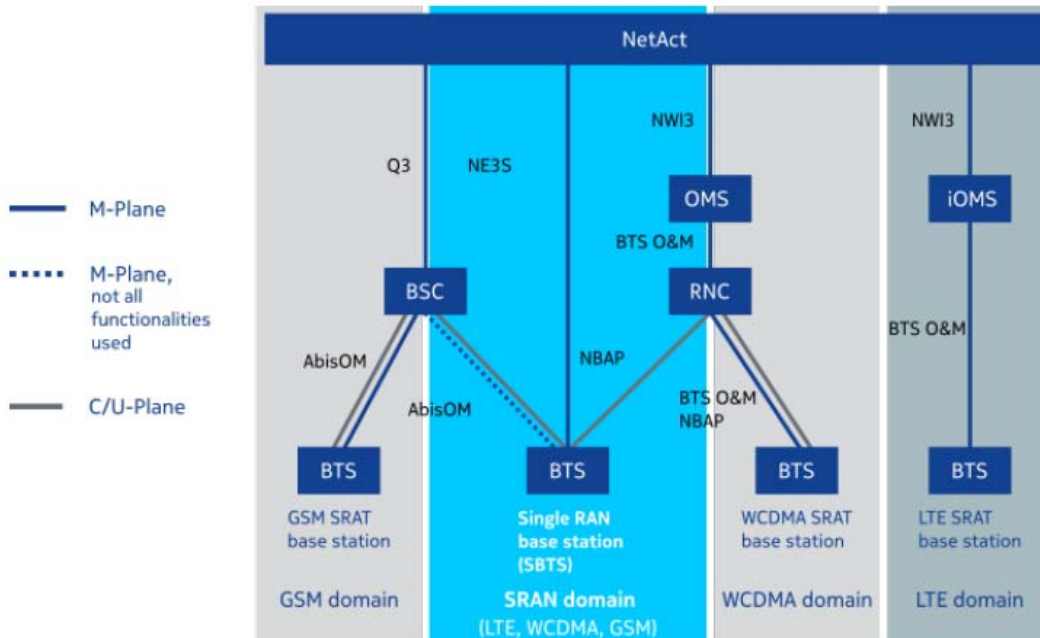 NetAct
NWI3
NWI3
Q3
NE3S
M-Plane
OMS
iOMS
BTS O&M
M-Plane,
not all
functionalities
used
BSC
RNC
BTS O&M
AbisOM
NBAP
C/U-Plane
AbisOM
BTS O&M
NBAP
BTS
BTS
BTS
BTS
GSM SRAT
base station
Single RAN
base station
(SBTS)
WCDMA SRAT
base station
LTE SRAT
base station
GSM domain
SRAN domain
(LTE, WCDMA, GSM)
WCDMA domain
LTE domain